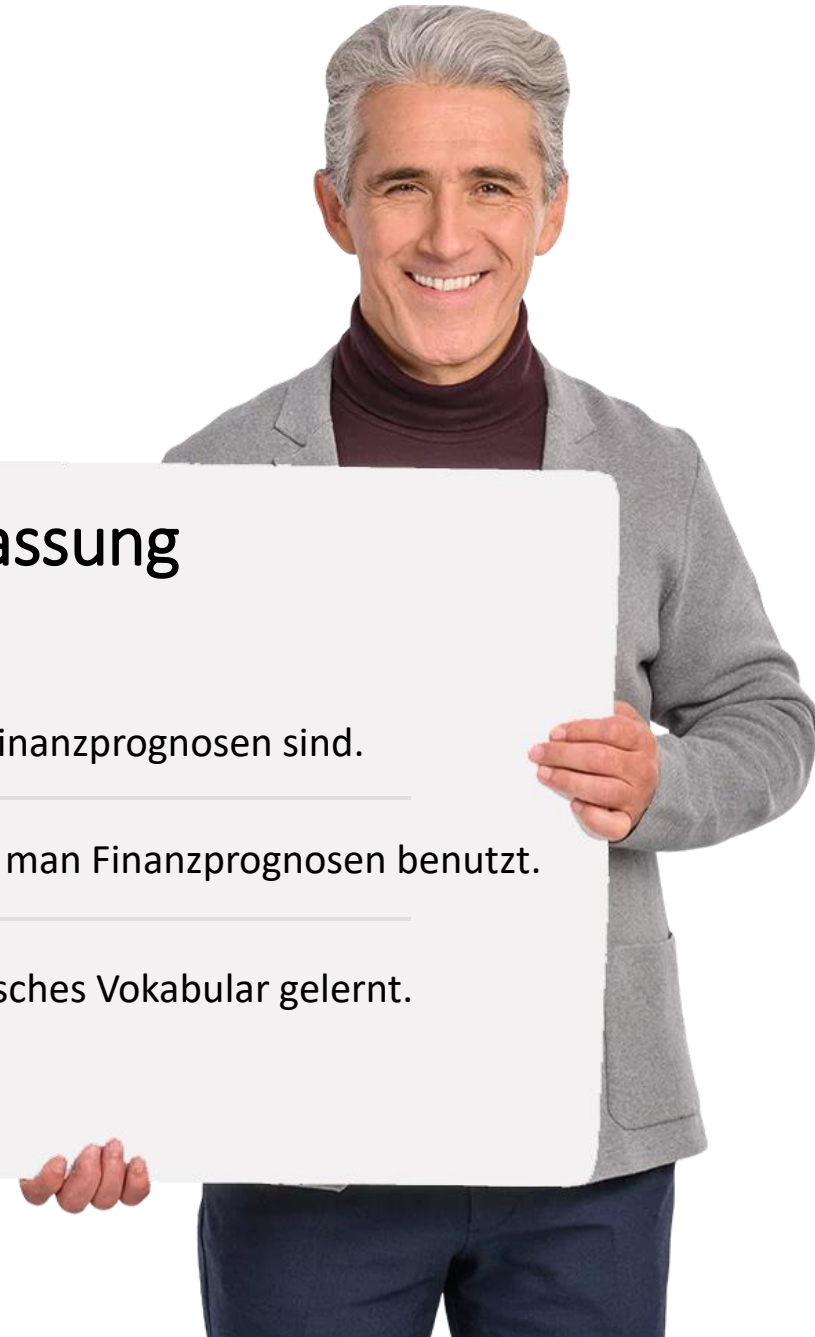 assung
inanzprognosen sind.
man Finanzprognosen benutzt.
sches Vokabular gelernt.